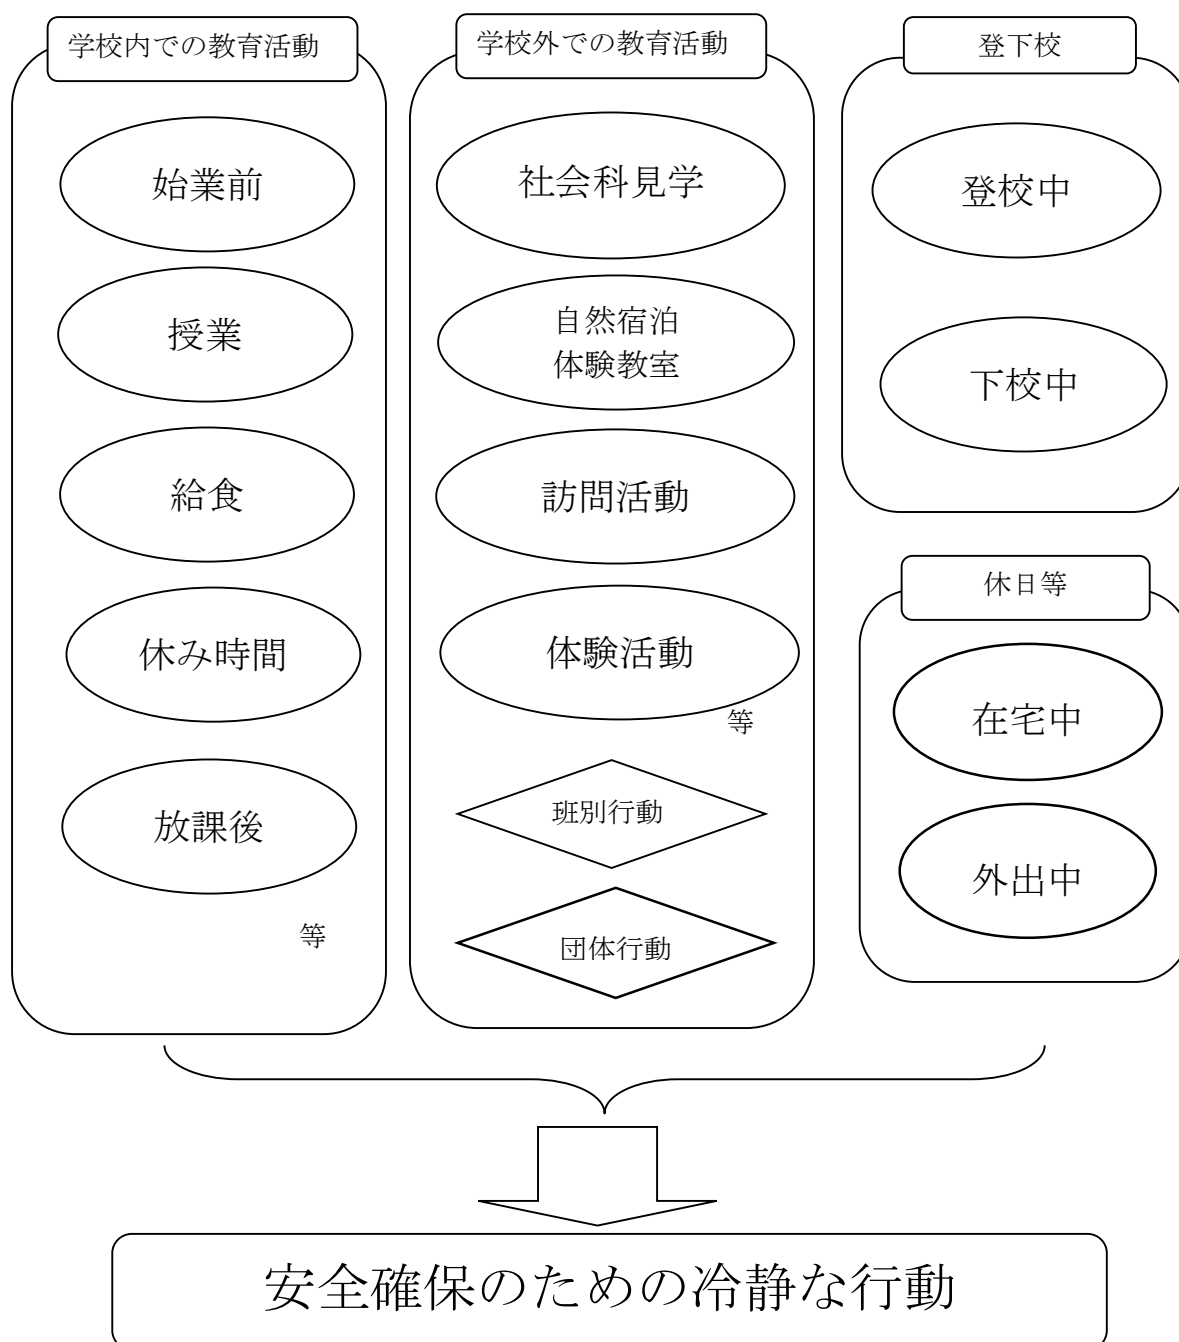 学校内での教育活動
始業前
授業
給食
休み時間
放課後
等
学校外での教育活動
社会科見学
自然宿泊
体験教室
訪問活動
体験活動
等
班別行動
団体行動
登下校
登校中
下校中
休日等
在宅中
外出中
安全確保のための冷静な行動